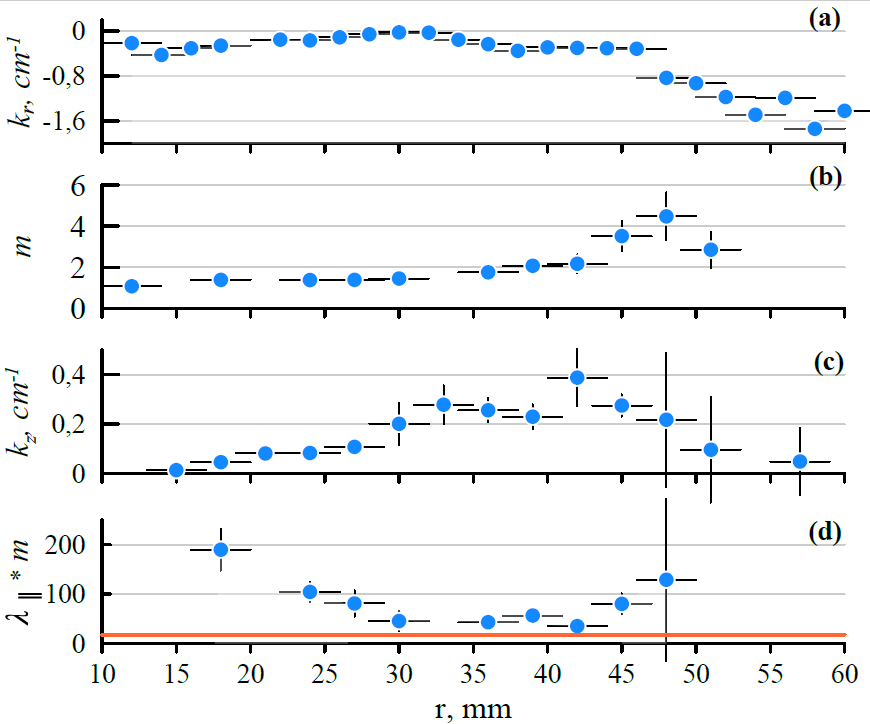 (a)
0
-0,8
-1,6
k_r, cm^-1
(b)
6
4
2
0
m
(c)
0,4
0,2
0
k_z, cm^-1
(d)
200
100
0
λ_∥ * m
10 15 20 25 30 35 40 45 50 55 60
r, mm